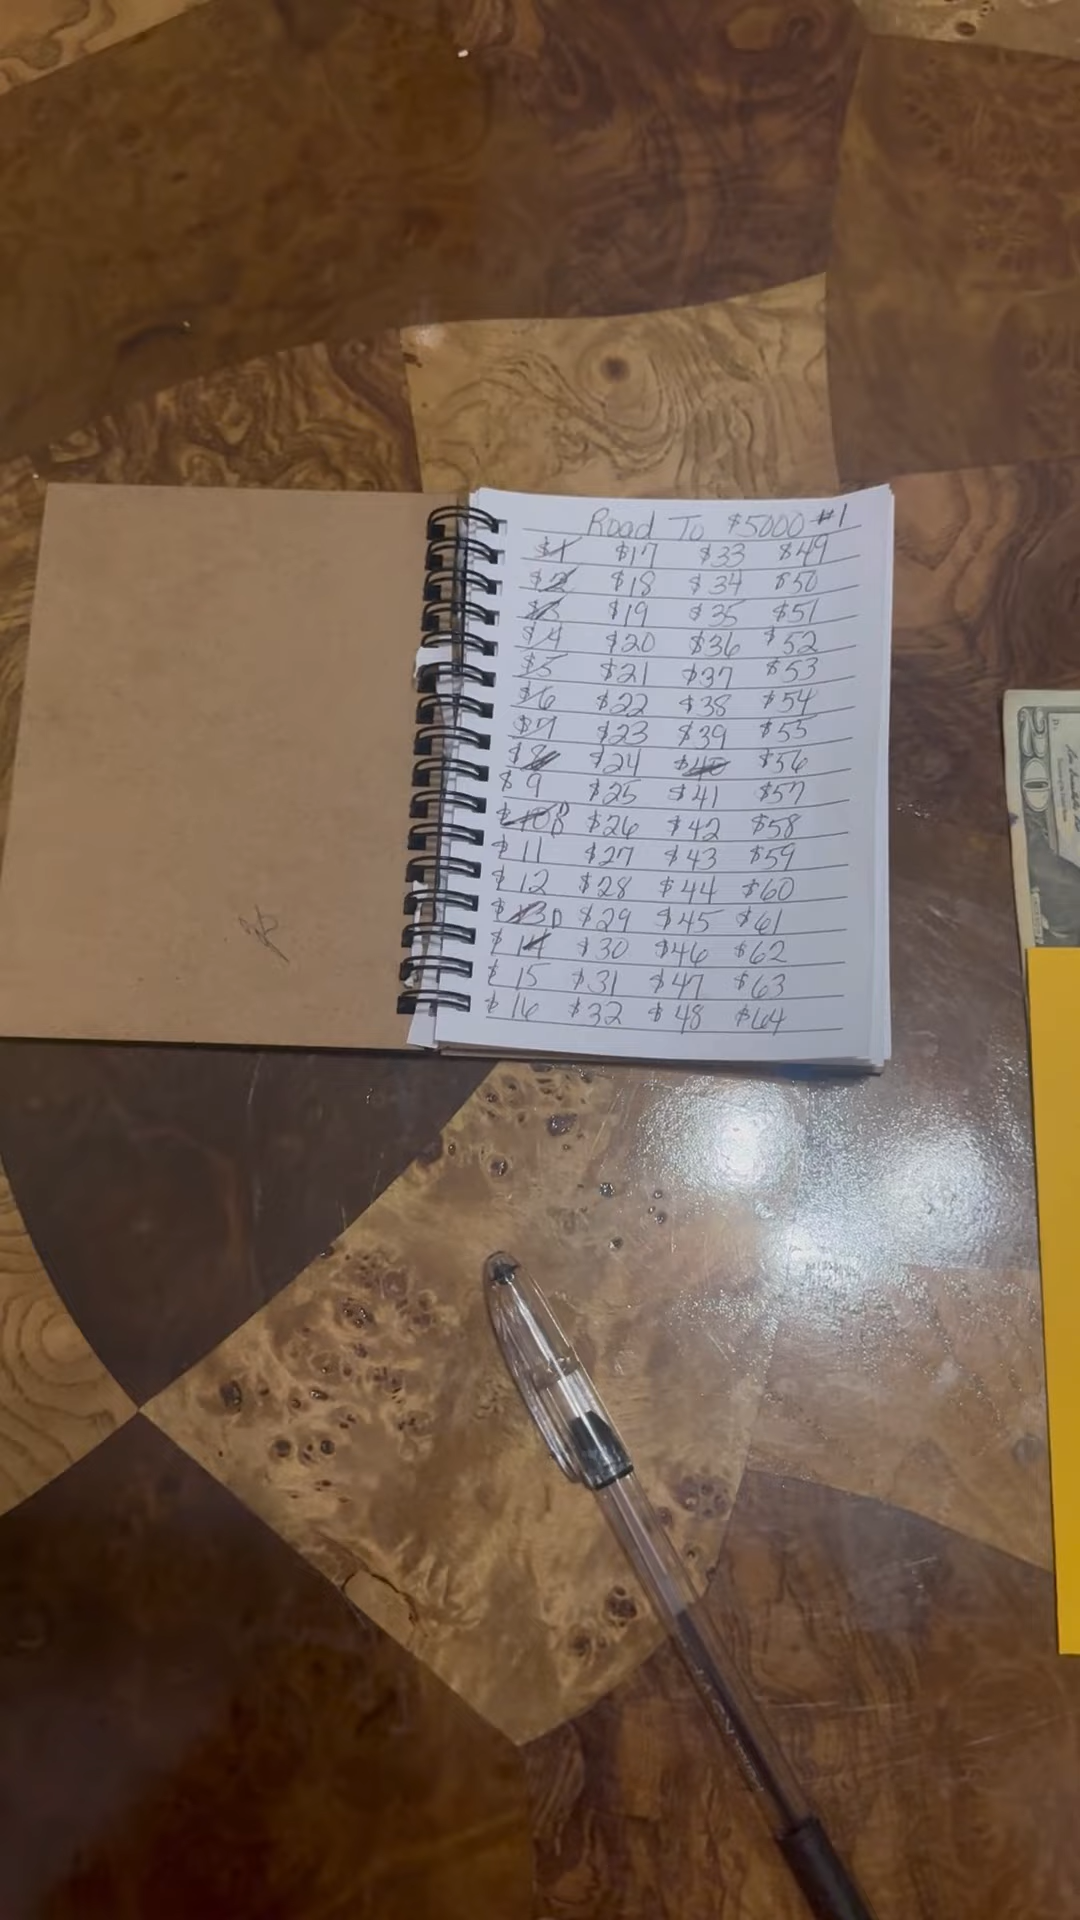 Road To $5000 #1
$1 $17 $33 $49
$2 $18 $34 $50
$3 $19 $35 $51
$4 $20 $36 $52
$5 $21 $37 $53
$6 $22 $38 $54
$7 $23 $39 $55
$8 $24 $40 $56
$9 $25 $41 $57
$10 $26 $42 $58
$11 $27 $43 $59
$12 $28 $44 $60
$13 D $29 $45 $61
$14 $30 $46 $62
$15 $31 $47 $63
$16 $32 $48 $64
20